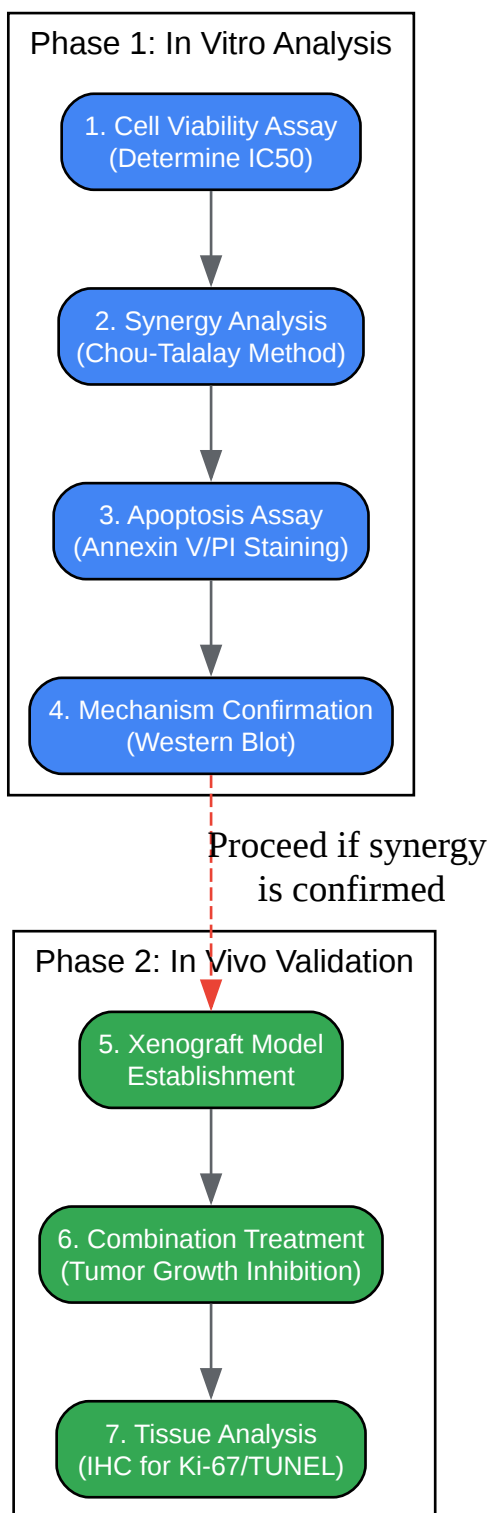 Phase 1: In Vitro Analysis
1. Cell Viability Assay
(Determine IC50)
2. Synergy Analysis
(Chou-Talalay Method)
3. Apoptosis Assay
(Annexin V/PI Staining)
4. Mechanism Confirmation
(Western Blot)
Proceed if synergy
is confirmed
Phase 2: In Vivo Validation
5. Xenograft Model
Establishment
6. Combination Treatment
(Tumor Growth Inhibition)
7. Tissue Analysis
(IHC for Ki-67/TUNEL)